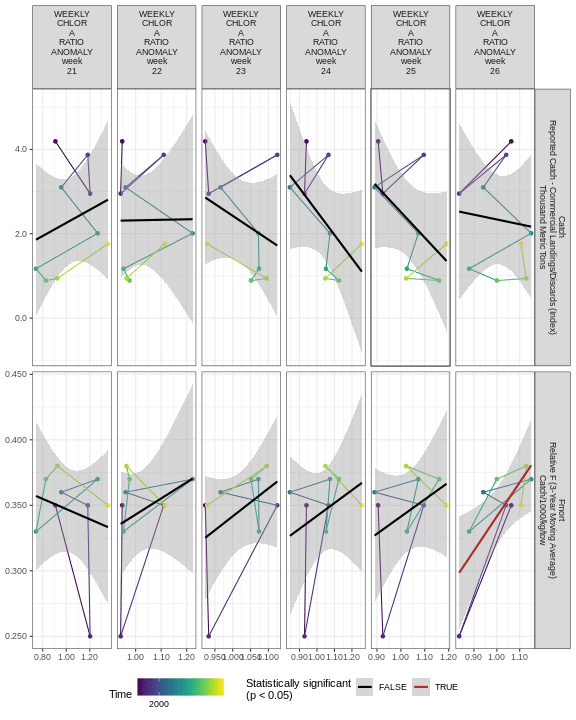 WEEKLY CHLOR A RATIO ANOMALY week 21
WEEKLY CHLOR A RATIO ANOMALY week 22
WEEKLY CHLOR A RATIO ANOMALY week 23
WEEKLY CHLOR A RATIO ANOMALY week 24
WEEKLY CHLOR A RATIO ANOMALY week 25
WEEKLY CHLOR A RATIO ANOMALY week 26
4.0
2.0
0.0
Catch
Reported Catch - Commercial Landings/Discards (Index)
Thousand Metric Tons
0.450
0.400
0.350
0.300
0.250
Fmort
Relative F (3-Year Moving Average)
Catch/1000/kg/tow
0.80 1.00 1.20
1.00 1.10 1.20
0.950 1.000 1.050 1.100
0.90 1.00 1.10 1.20
0.90 1.00 1.10 1.20
0.90 1.00 1.10
Time
2000
Statistically significant
(p < 0.05)
FALSE
TRUE